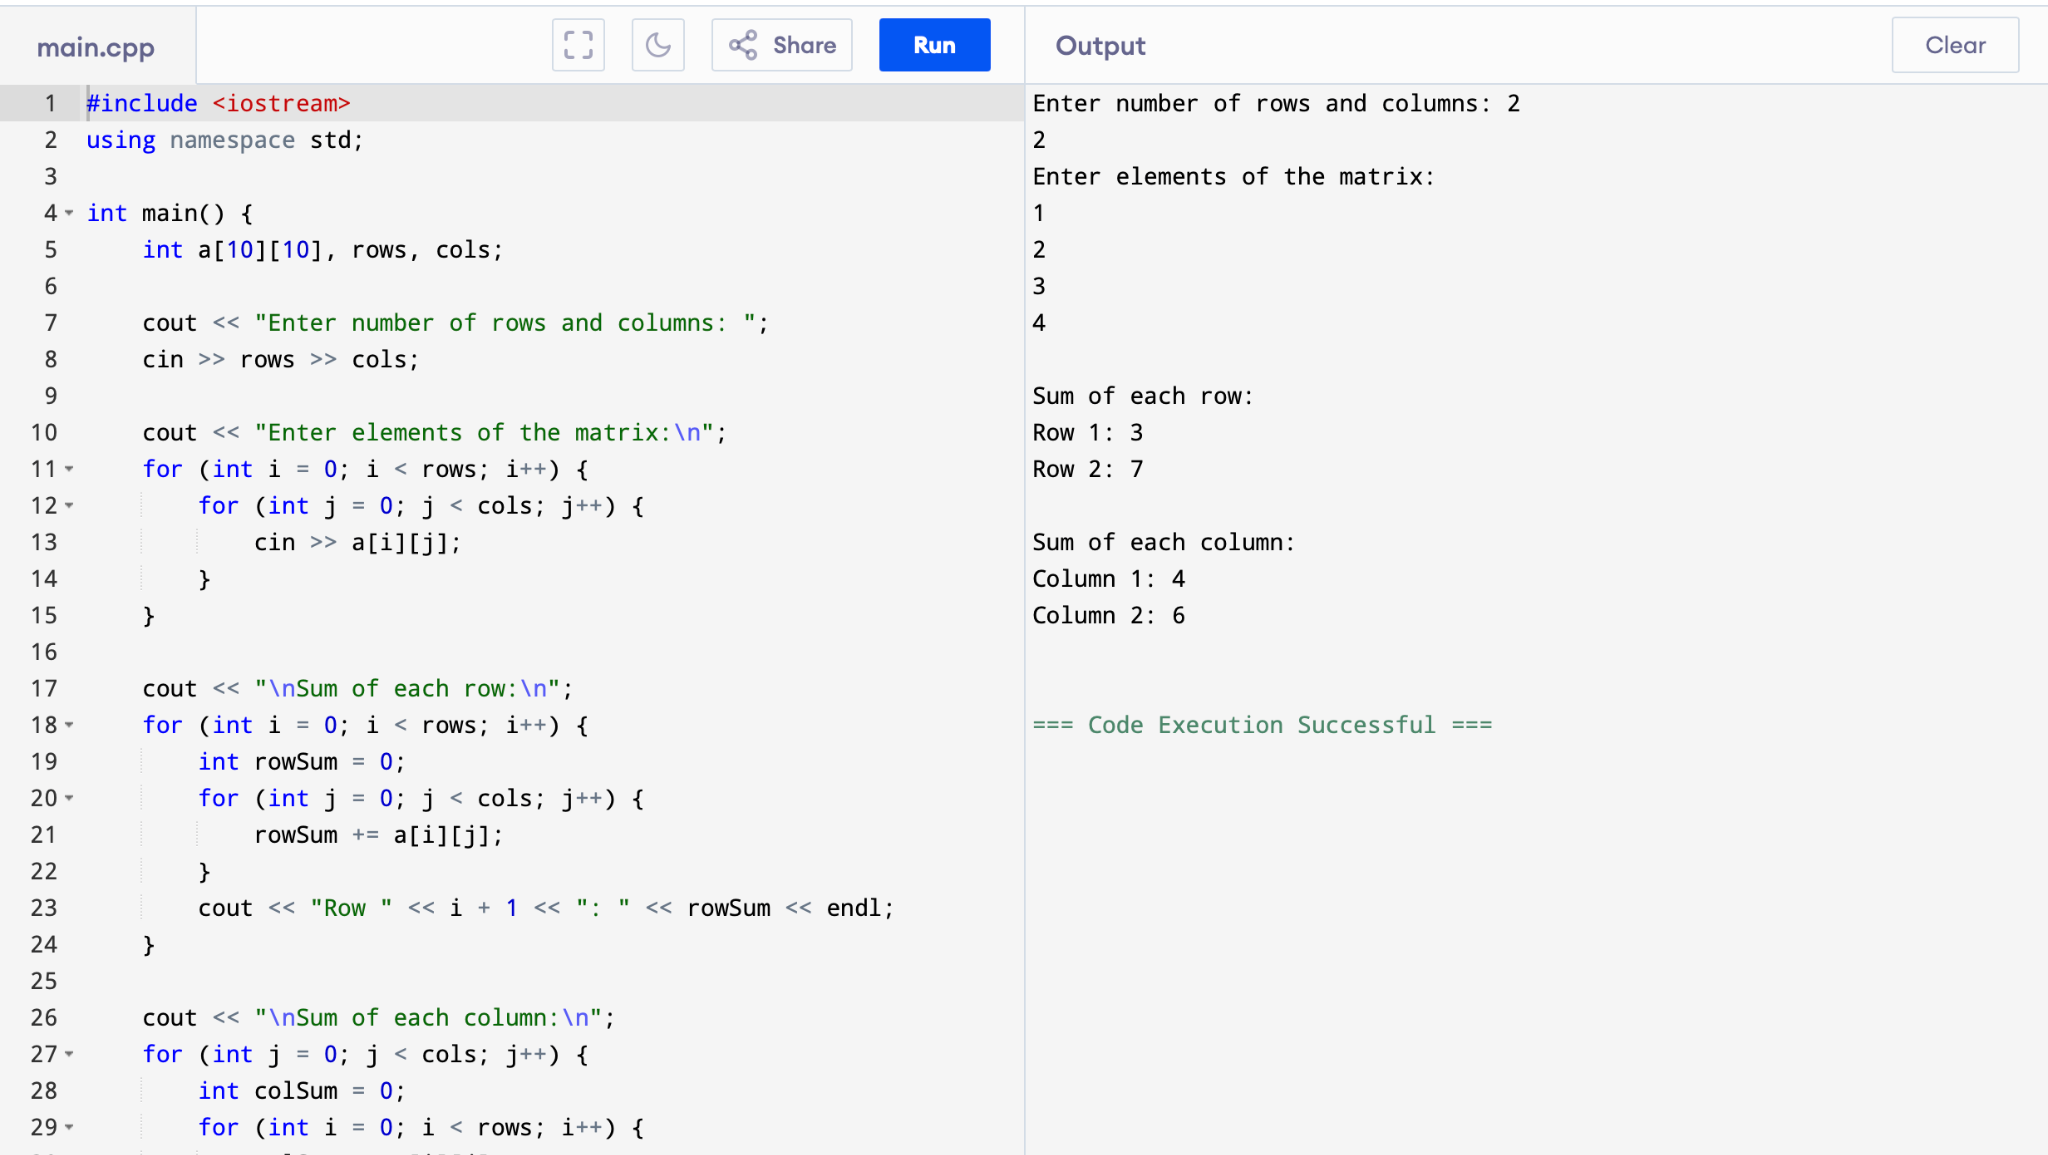 main.cpp
Share
Run
Output
Clear
1 #include <iostream>
2 using namespace std;
3
4 int main() {
5     int a[10][10], rows, cols;
6
7     cout << "Enter number of rows and columns: ";
8     cin >> rows >> cols;
9
10     cout << "Enter elements of the matrix:\n";
11     for (int i = 0; i < rows; i++) {
12         for (int j = 0; j < cols; j++) {
13             cin >> a[i][j];
14         }
15     }
16
17     cout << "\nSum of each row:\n";
18     for (int i = 0; i < rows; i++) {
19         int rowSum = 0;
20         for (int j = 0; j < cols; j++) {
21             rowSum += a[i][j];
22         }
23         cout << "Row " << i + 1 << ": " << rowSum << endl;
24     }
25
26     cout << "\nSum of each column:\n";
27     for (int j = 0; j < cols; j++) {
28         int colSum = 0;
29         for (int i = 0; i < rows; i++) {
Enter number of rows and columns: 2
2
Enter elements of the matrix:
1
2
3
4
Sum of each row:
Row 1: 3
Row 2: 7
Sum of each column:
Column 1: 4
Column 2: 6
=== Code Execution Successful ===